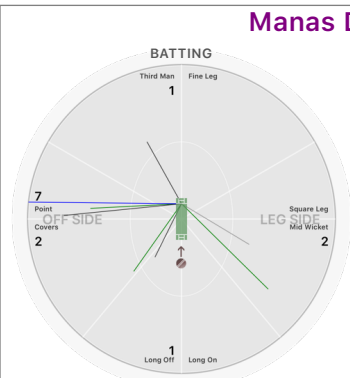 Manas
BATTING
Third Man Fine Leg
1
7
Point Square Leg
OFF SIDE LEG SIDE
Covers Mid Wicket
2 2
1
Long Off Long On